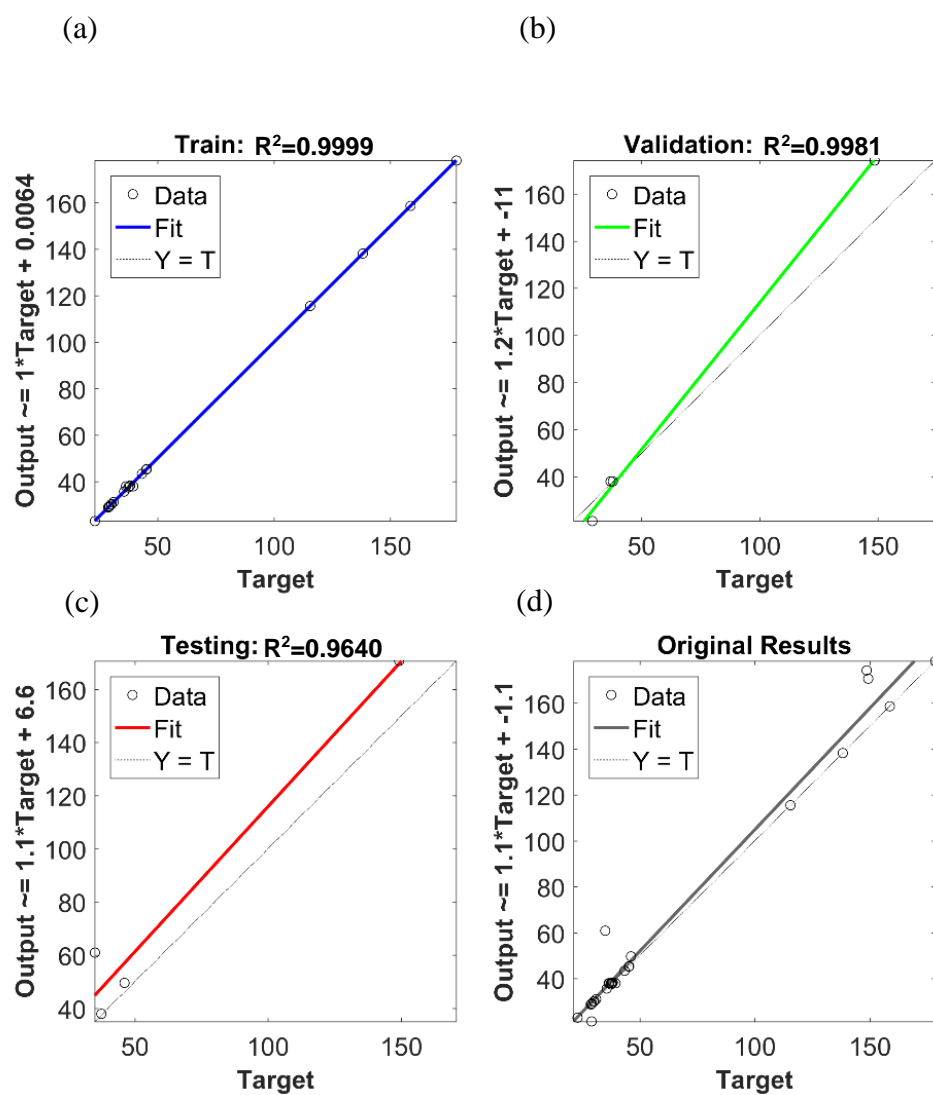 (a)
(b)
Train: R²=0.9999
Output ~= 1*Target + 0.0064
160
140
120
100
80
60
40
Data
Fit
Y = T
50
100
150
Target
Validation: R²=0.9981
Output ~= 1.2*Target + -11
160
140
120
100
80
60
40
Data
Fit
Y = T
50
100
150
Target
(c)
(d)
Testing: R²=0.9640
Output ~= 1.1*Target + 6.6
160
140
120
100
80
60
40
Data
Fit
Y = T
50
100
150
Target
Original Results
Output ~= 1.1*Target + -1.1
160
140
120
100
80
60
40
Data
Fit
Y = T
50
100
150
Target